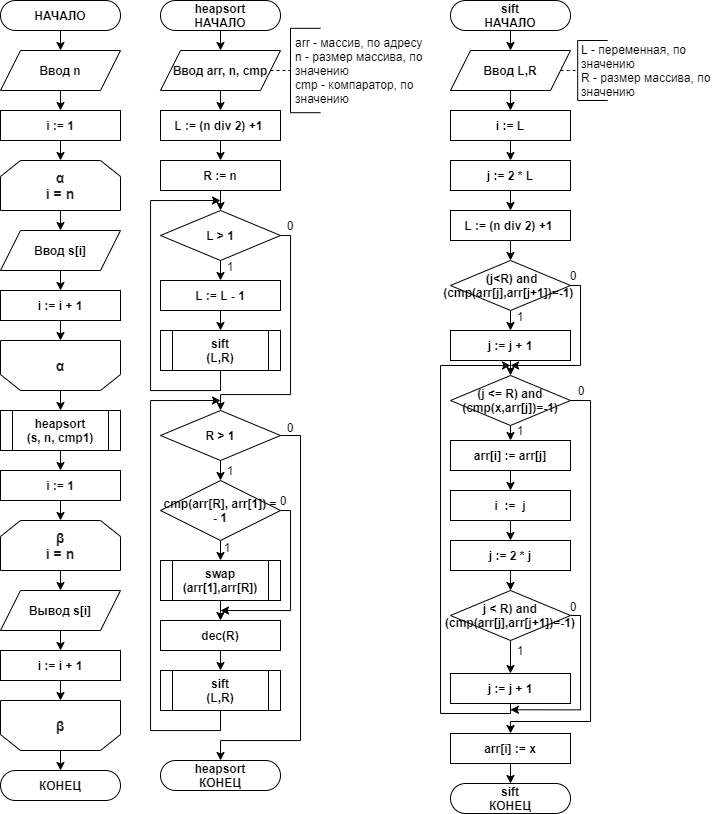 НАЧАЛО
Ввод n
i := 1
α
i = n
Ввод s[i]
i := i + 1
α
heapsort
(s, n, cmp1)
i := 1
β
i = n
Вывод s[i]
i := i + 1
β
КОНЕЦ
heapsort
НАЧАЛО
Ввод arr, n, cmp
arr - массив, по адресу
n - размер массива, по
значению
cmp - компаратор, по
значению
L := (n div 2) +1
R := n
L > 1
0
1
L := L - 1
sift
(L,R)
R > 1
0
1
cmp(arr[R], arr[1]) =
- 1
0
1
swap
(arr[1],arr[R])
dec(R)
sift
(L,R)
heapsort
КОНЕЦ
sift
НАЧАЛО
Ввод L,R
L - переменная, по
значению
R - размер массива, по
значению
i := L
j := 2 * L
L := (n div 2) +1
(j<R) and
(cmp(arr[j],arr[j+1])=-1)
0
1
j := j + 1
(j <= R) and
(cmp(x,arr[j])=-1)
0
1
arr[i] := arr[j]
i := j
j := 2 * j
j < R) and
(cmp(arr[j],arr[j+1])=-1)
0
1
j := j + 1
arr[i] := x
sift
КОНЕЦ